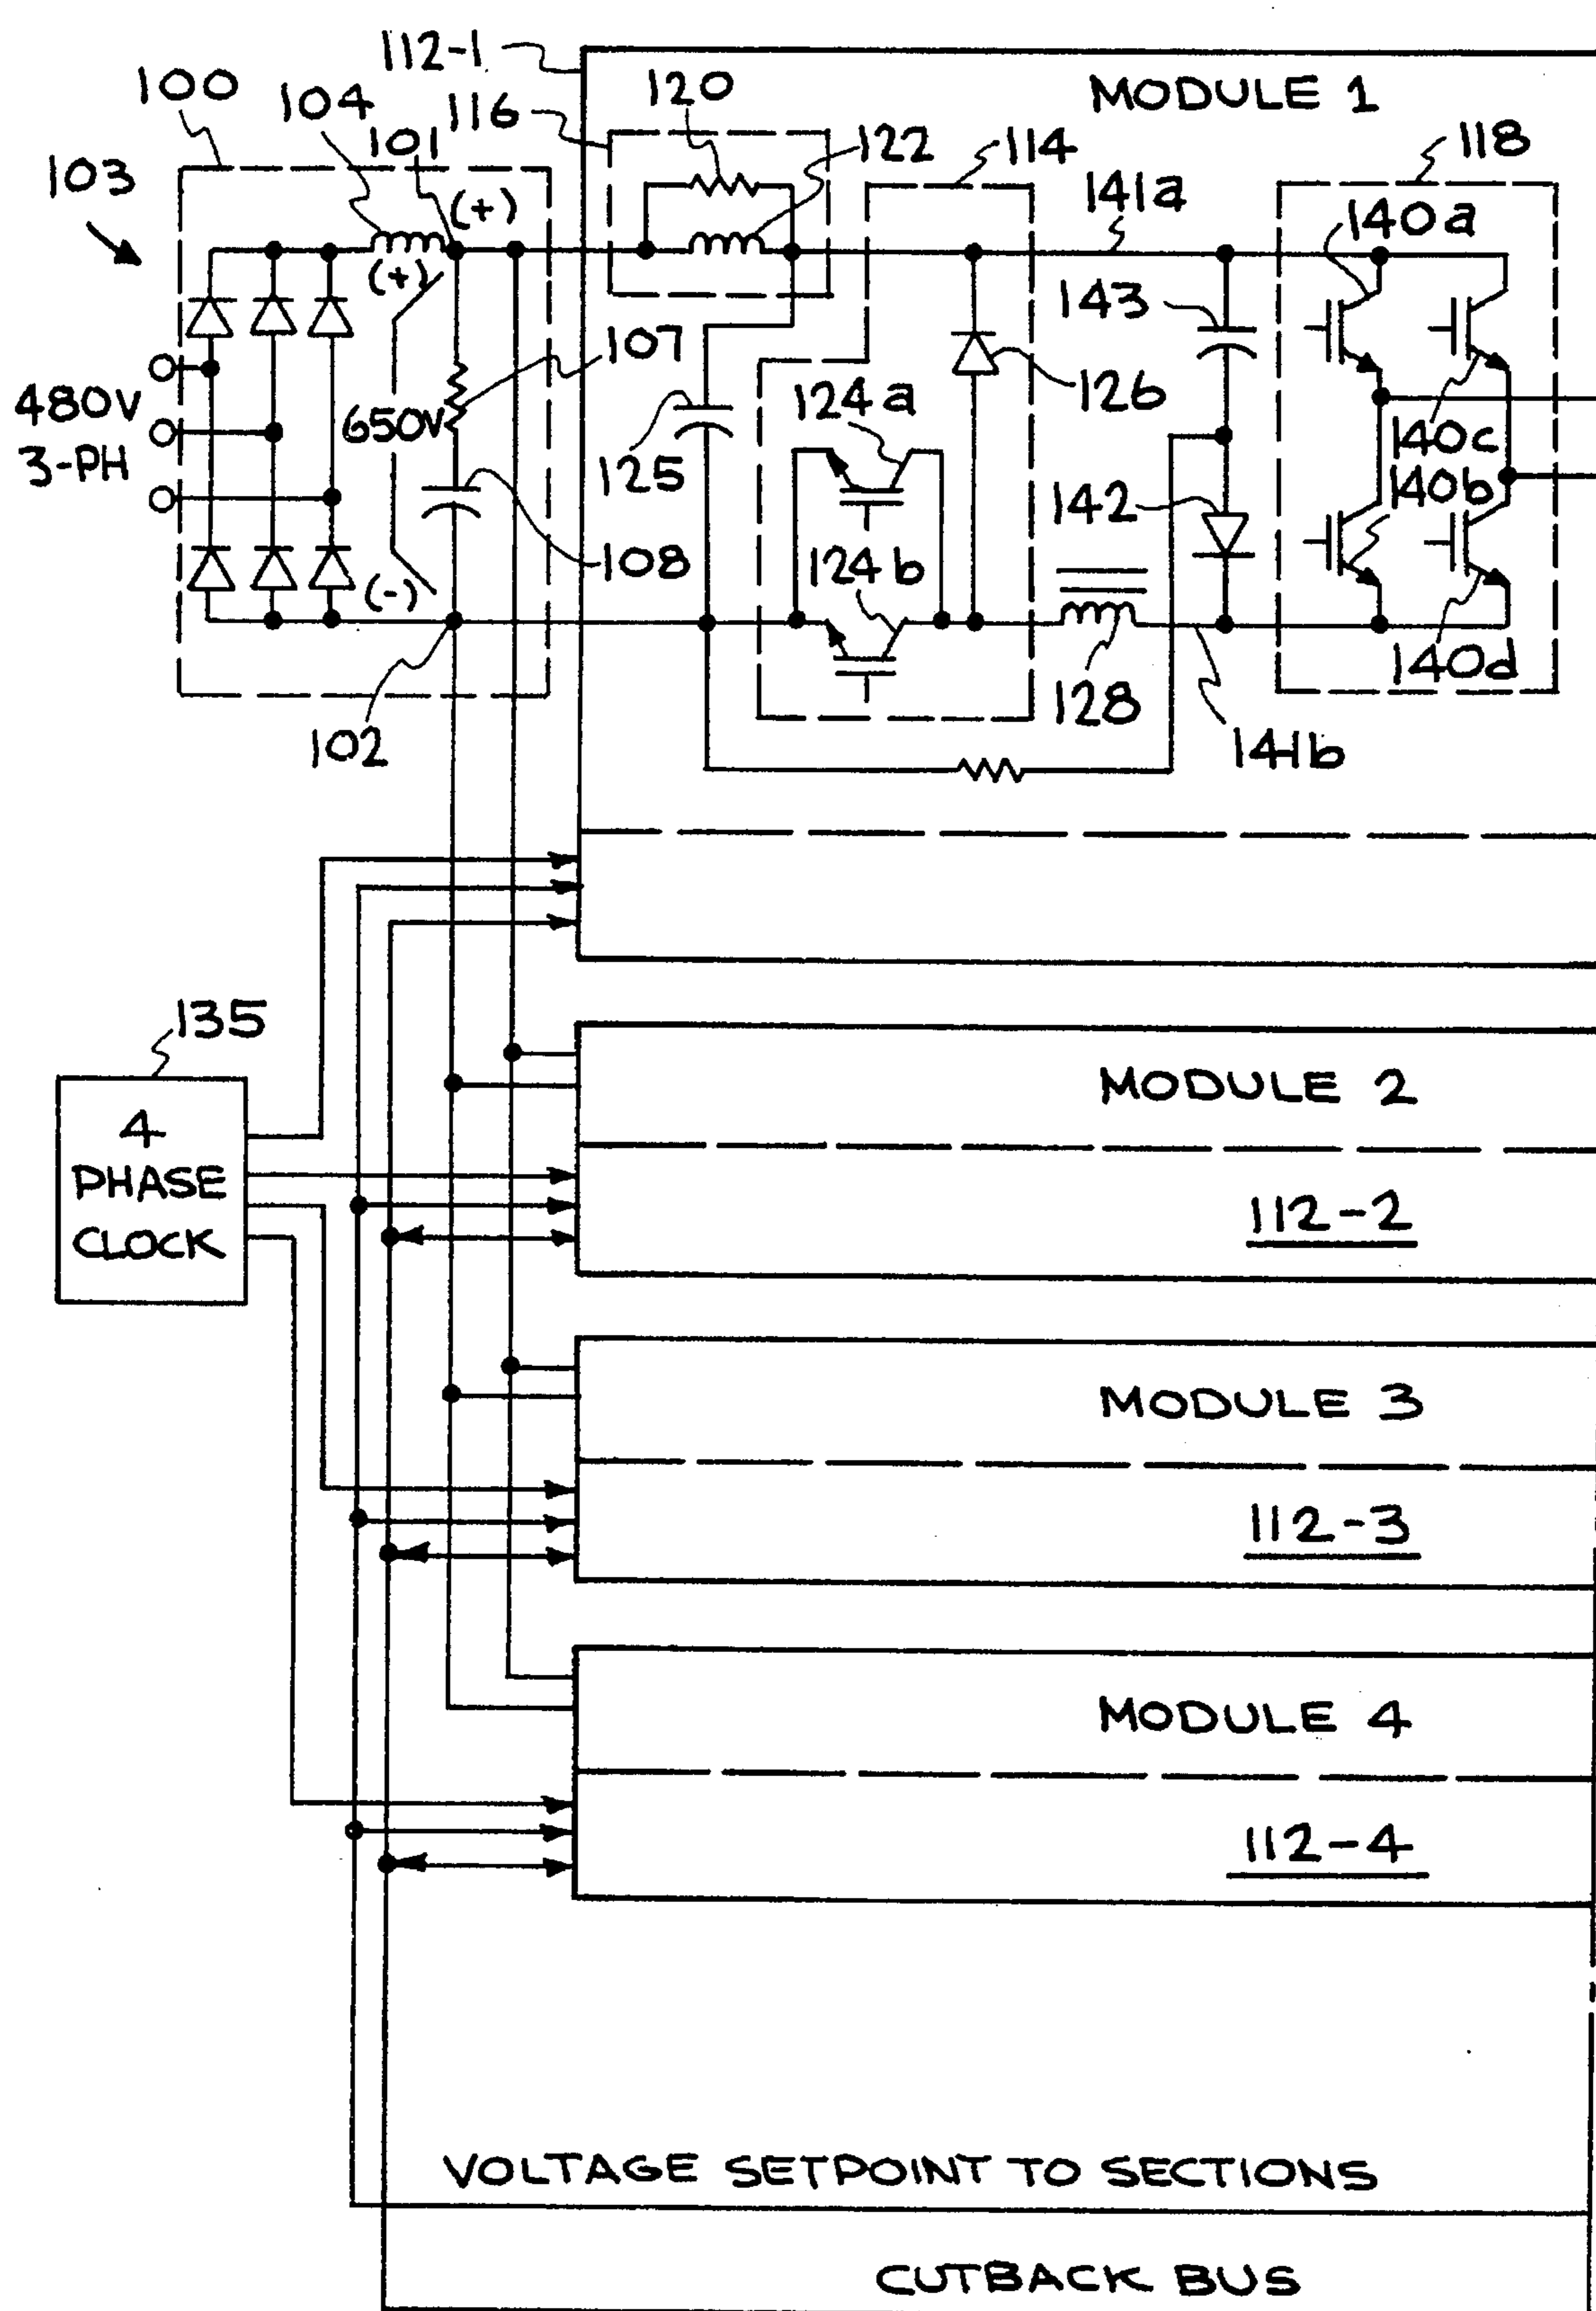 112-1
MODULE 1
100
104
101
116
120
122
114
118
103
(+)
141a
140a
(+)
143
107
480V
3-PH
650V
124a
126
125
140c
140b
142
108
124b
(-)
128
140d
102
141b
135
4
PHASE
CLOCK
MODULE 2
112-2
MODULE 3
112-3
MODULE 4
112-4
VOLTAGE SETPOINT TO SECTIONS
CUTBACK BUS